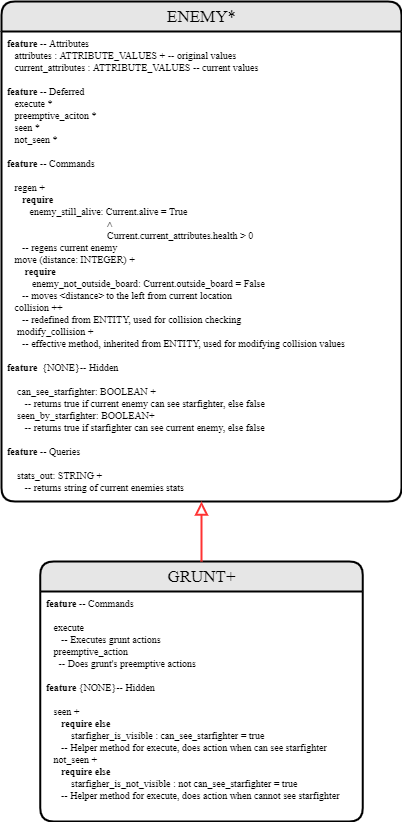 ENEMY*
feature -- Attributes
attributes : ATTRIBUTE_VALUES + -- original values
current_attributes : ATTRIBUTE_VALUES -- current values
feature -- Deferred
execute *
preemptive_aciton *
seen *
not_seen *
feature -- Commands
regen +
require
enemy_still_alive: Current.alive = True
^
Current.current_attributes.health > 0
-- regens current enemy
move (distance: INTEGER) +
require
enemy_not_outside_board: Current.outside_board = False
-- moves <distance> to the left from current location
collision ++
-- redefined from ENTITY, used for collision checking
modify_collision +
-- effective method, inherited from ENTITY, used for modifying collision values
feature {NONE}-- Hidden
can_see_starfighter: BOOLEAN +
-- returns true if current enemy can see starfighter, else false
seen_by_starfighter: BOOLEAN+
-- returns true if starfighter can see current enemy, else false
feature -- Queries
stats_out: STRING +
-- returns string of current enemies stats
GRUNT+
feature -- Commands
execute
-- Executes grunt actions
preemptive_action
-- Does grunt's preemptive actions
feature {NONE}-- Hidden
seen +
require else
starfigher_is_visible : can_see_starfighter = true
-- Helper method for execute, does action when can see starfighter
not_seen +
require else
starfigher_is_not_visible : not can_see_starfighter = true
-- Helper method for execute, does action when cannot see starfighter